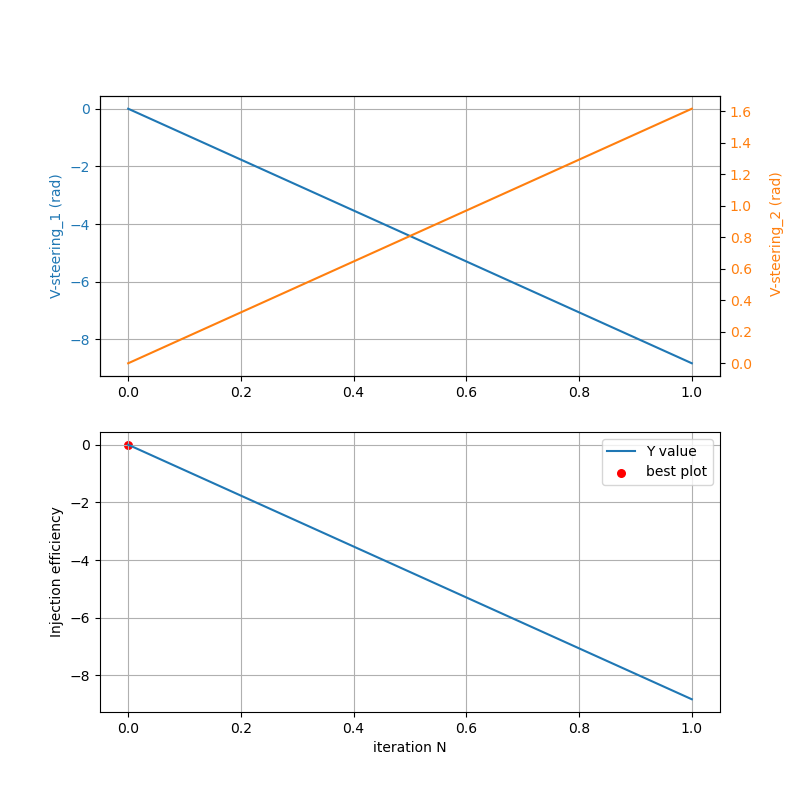 0
−2
−4
−6
−8
V-steering_1 (rad)
1.6
1.4
1.2
1.0
0.8
0.6
0.4
0.2
0.0
V-steering_2 (rad)
0.0 0.2 0.4 0.6 0.8 1.0
Y value
best plot
0
−2
−4
−6
−8
Injection efficiency
0.0 0.2 0.4 0.6 0.8 1.0
iteration N